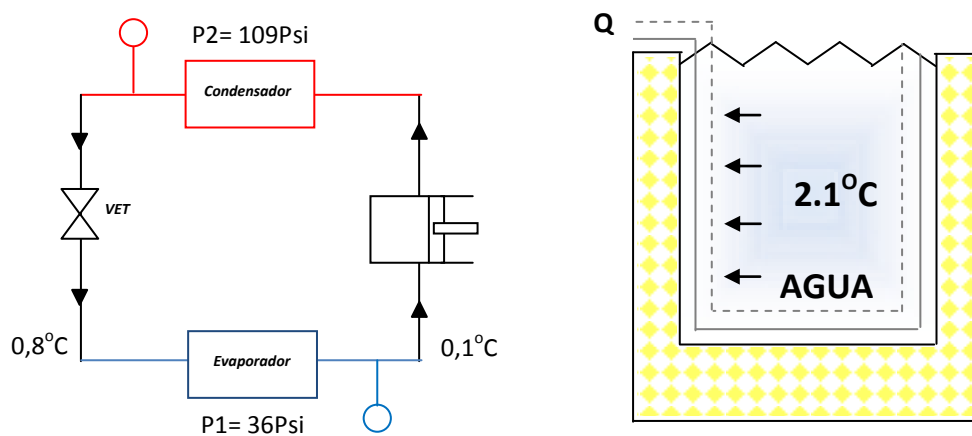 P2= 109Psi
Condensador
VET
0,8°C
Evaporador
0,1°C
P1= 36Psi
Q
2.1°C
AGUA